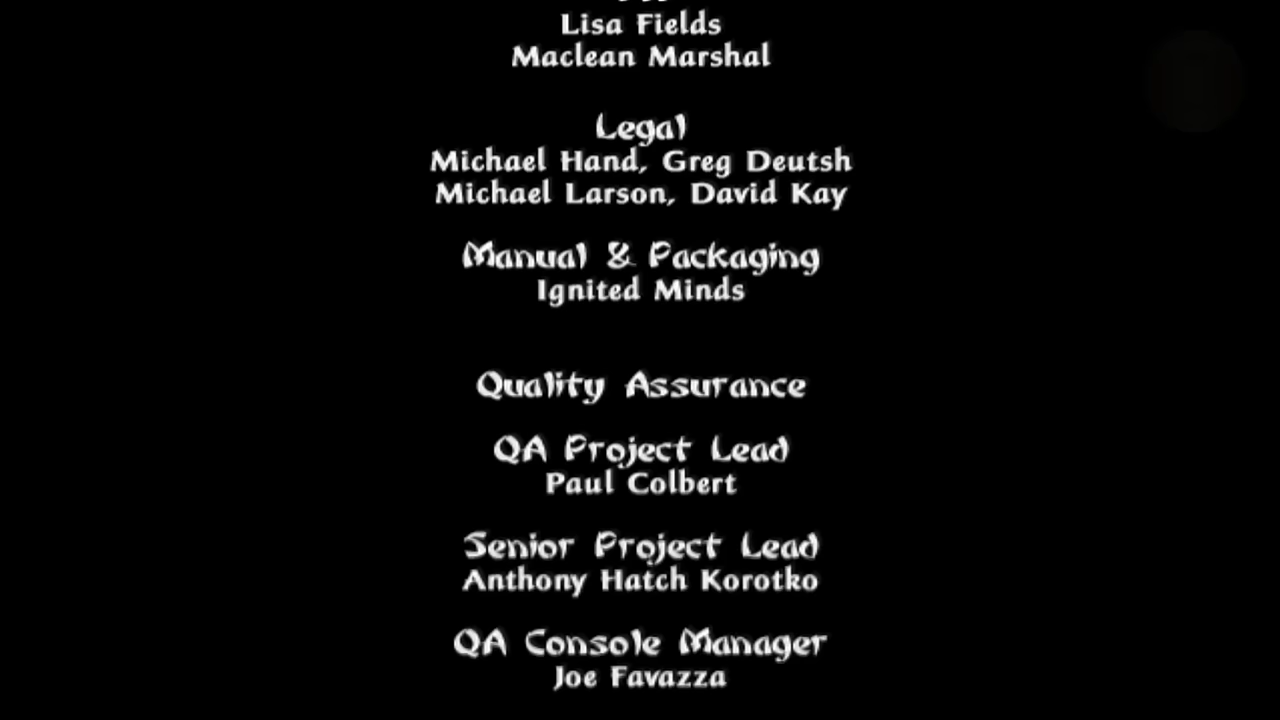 Lisa Fields
Maclean Marshal
Legal
Michael Hand, Greg Deutsh
Michael Larson, David Kay
Manual & Packaging
Ignited Minds
Quality Assurance
QA Project Lead
Paul Colbert
Senior Project Lead
Anthony Hatch Korotko
QA Console Manager
Joe Favazza